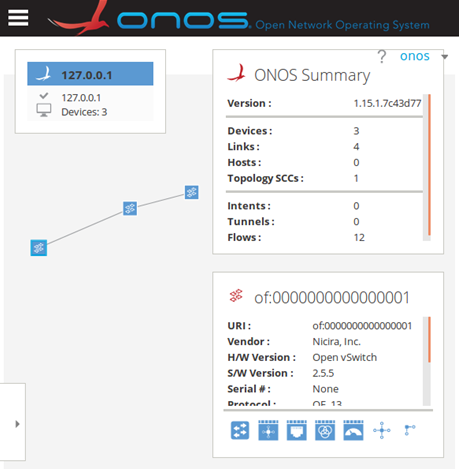 onos. Open Network Operating System
? onos
127.0.0.1
127.0.0.1
Devices: 3
ONOS Summary
Version : 1.15.1.7c43d77
Devices : 3
Links : 4
Hosts : 0
Topology SCCs : 1
Intents : 0
Tunnels : 0
Flows : 12
of:0000000000000001
URI : of:0000000000000001
Vendor : Nicira, Inc.
H/W Version : Open vSwitch
S/W Version : 2.5.5
Serial # : None
Protocol : OF_13